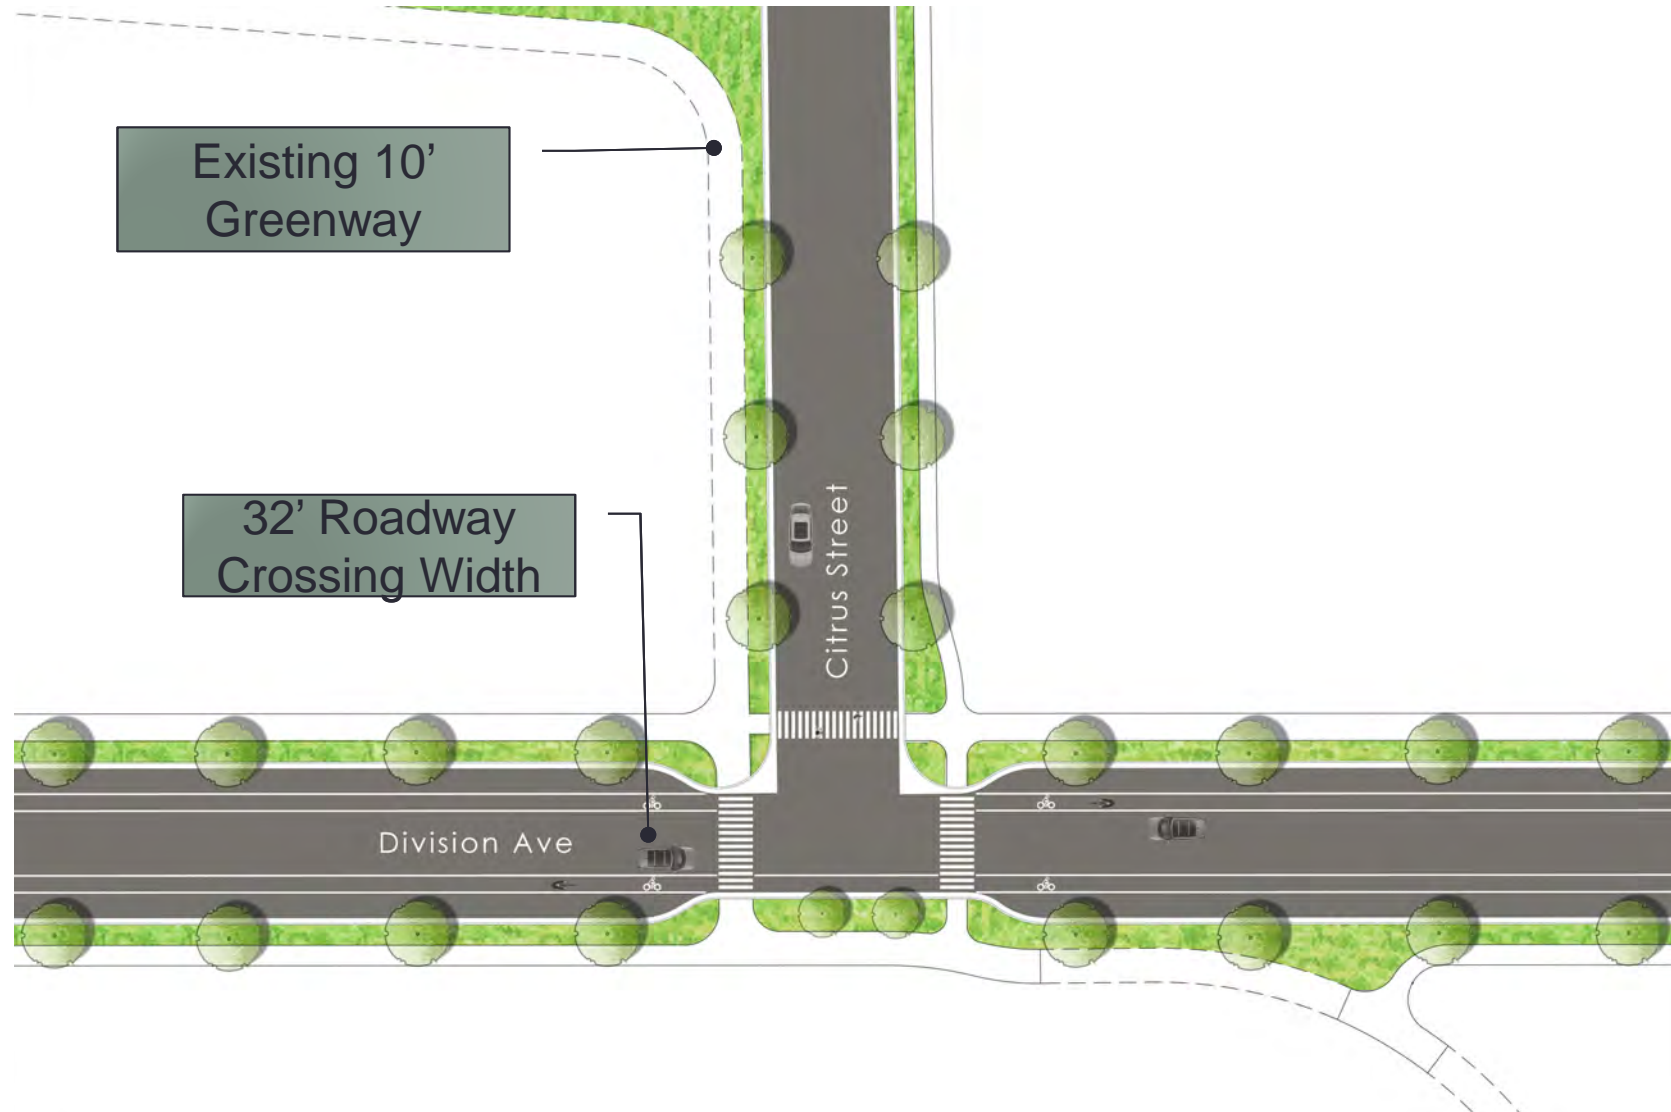 Existing 10’
Greenway
32’ Roadway
Crossing Width
Citrus Street
Division Ave